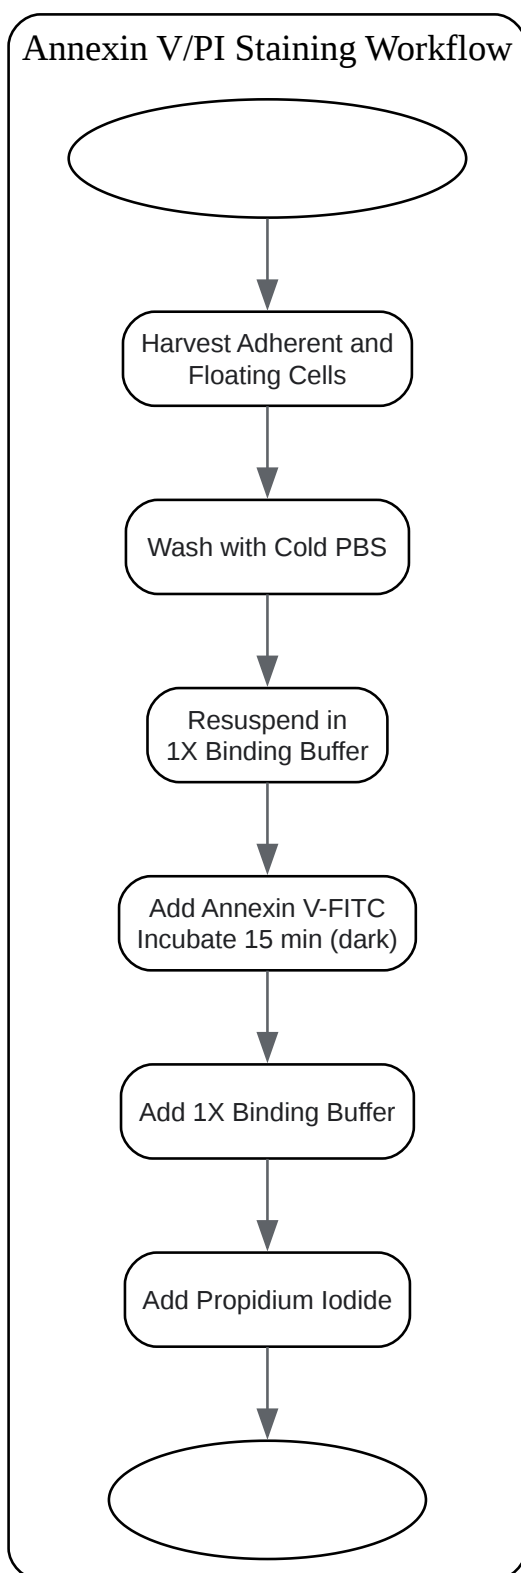 Annexin V/PI Staining Workflow
Harvest Adherent and
Floating Cells
Wash with Cold PBS
Resuspend in
1X Binding Buffer
Add Annexin V-FITC
Incubate 15 min (dark)
Add 1X Binding Buffer
Add Propidium Iodide